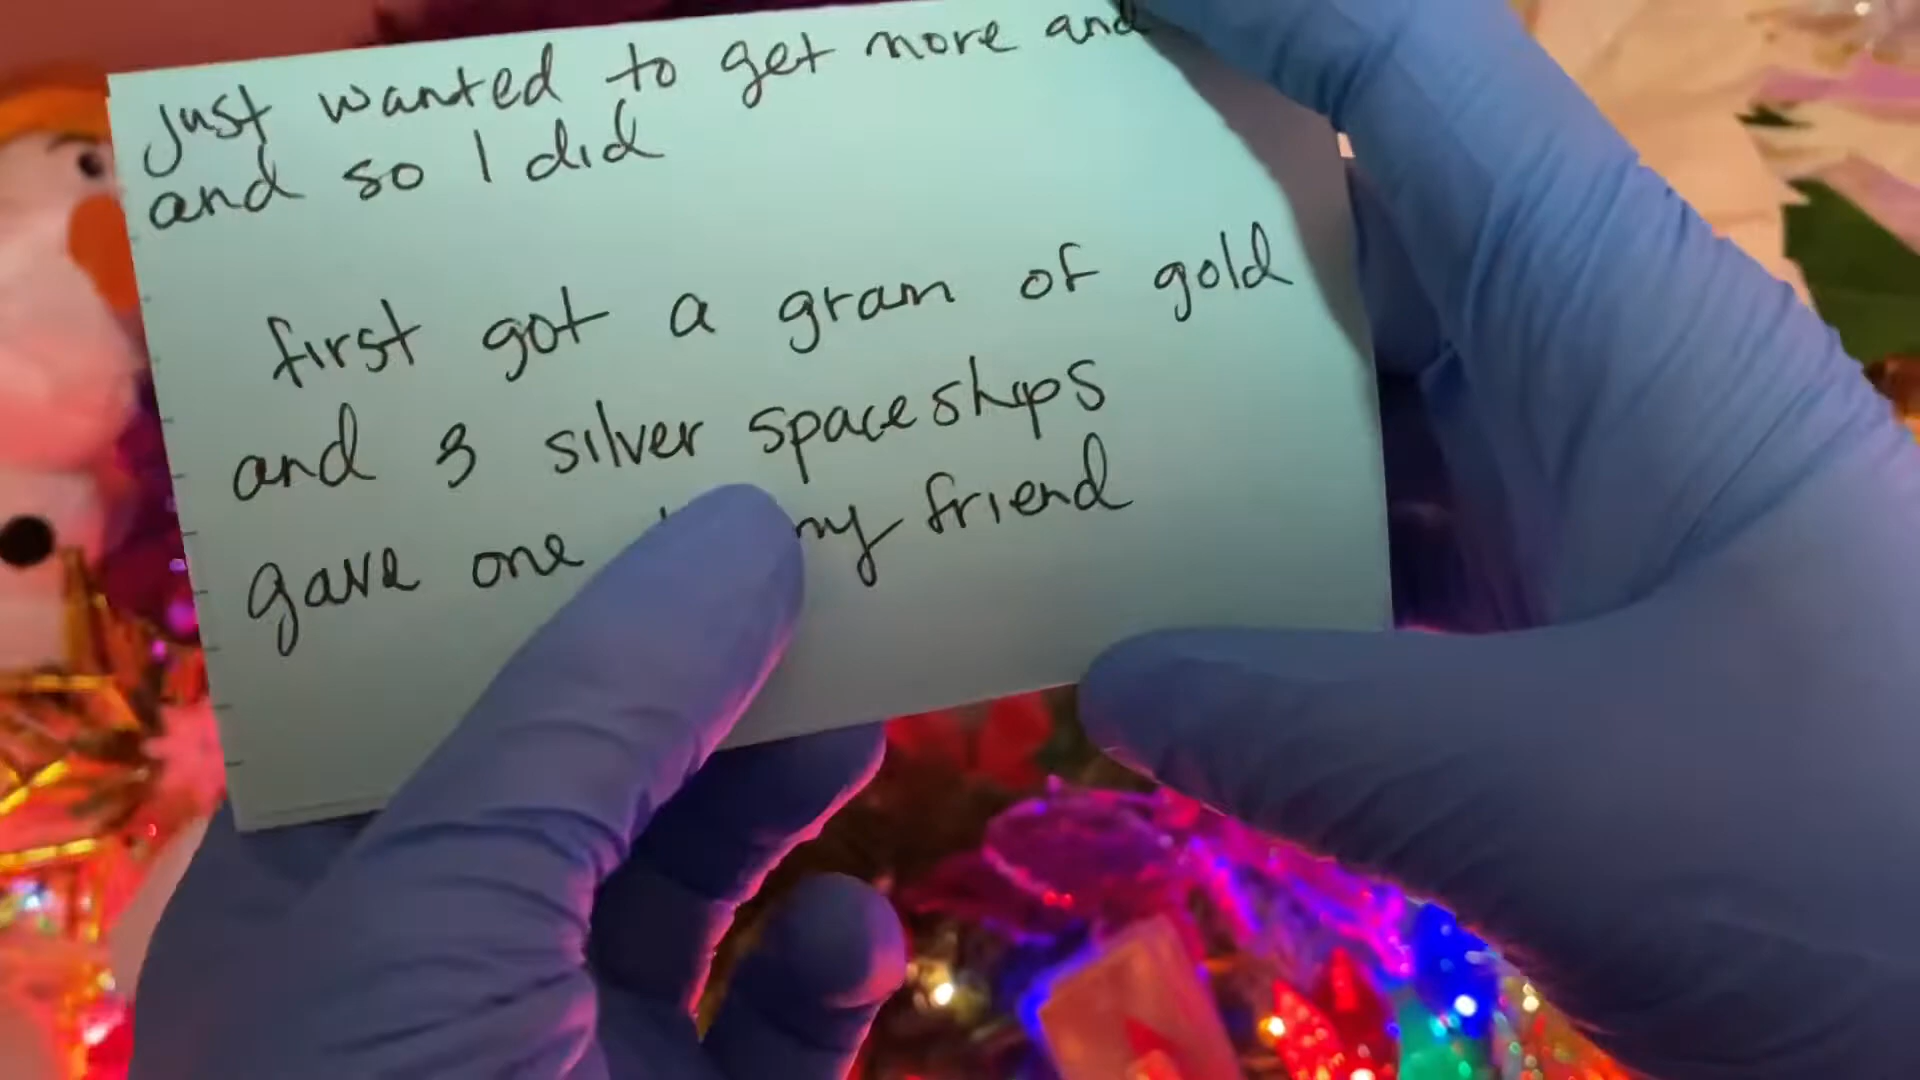 just wanted to get more and
and so I did
first got a gram of gold
and 3 silver spaceships
gave one my friend